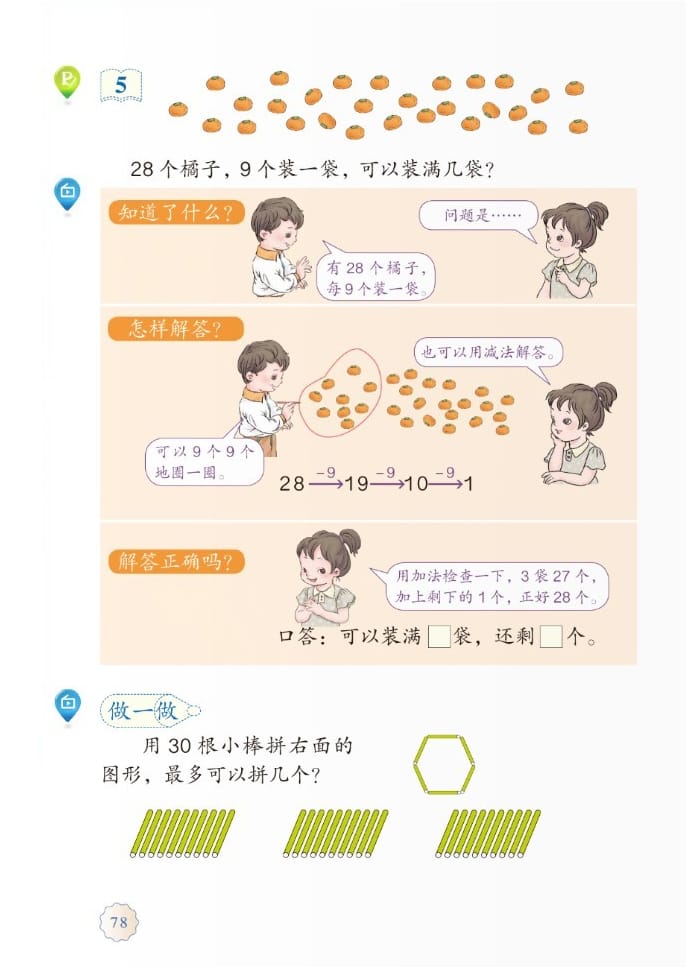 5
28 个橘子，9 个装一袋，可以装满几袋？
知道了什么？
问题是……
有 28 个橘子，
每 9 个装一袋。
怎样解答？
也可以用减法解答。
可以 9 个 9 个
地圈一圈。
28 -9→ 19 -9→ 10 -9→ 1
解答正确吗？
用加法检查一下，3 袋 27 个，
加上剩下的 1 个，正好 28 个。
口答：可以装满□袋，还剩□个。
做一做
用 30 根小棒拼右面的
图形，最多可以拼几个？
78